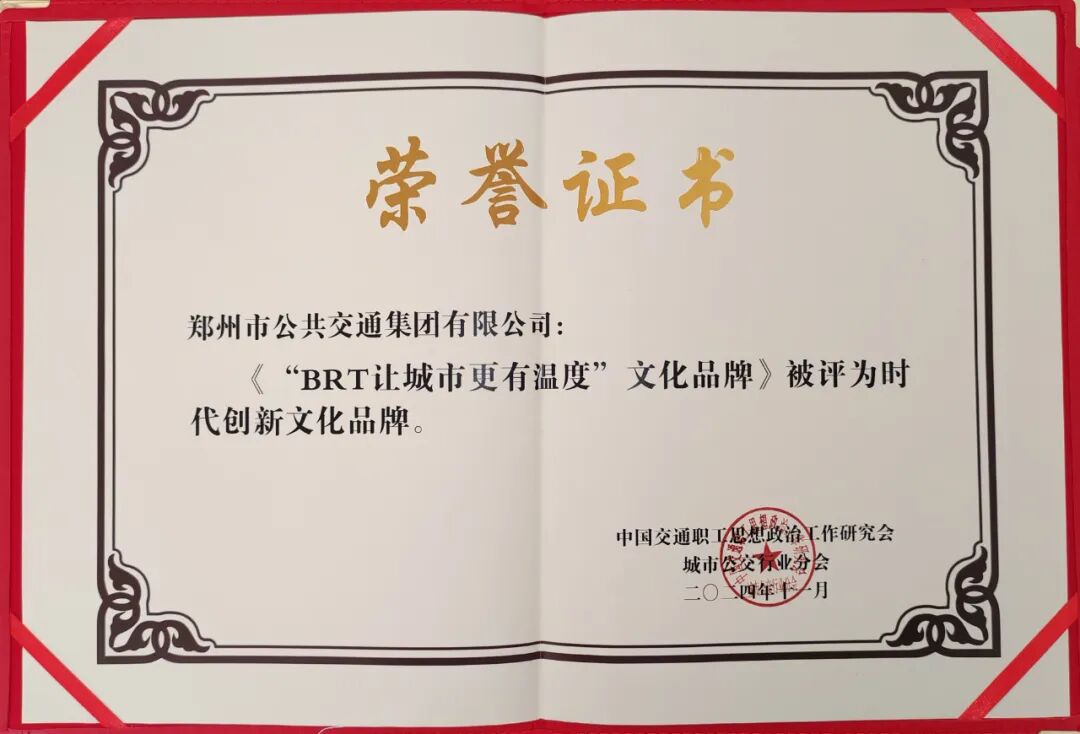 荣誉证书
郑州市公共交通集团有限公司：
《“BRT让城市更有温度”文化品牌》被评为时
代创新文化品牌。
中国交通职工思想政治工作研究会
城市公交行业分会
二〇二四年十一月